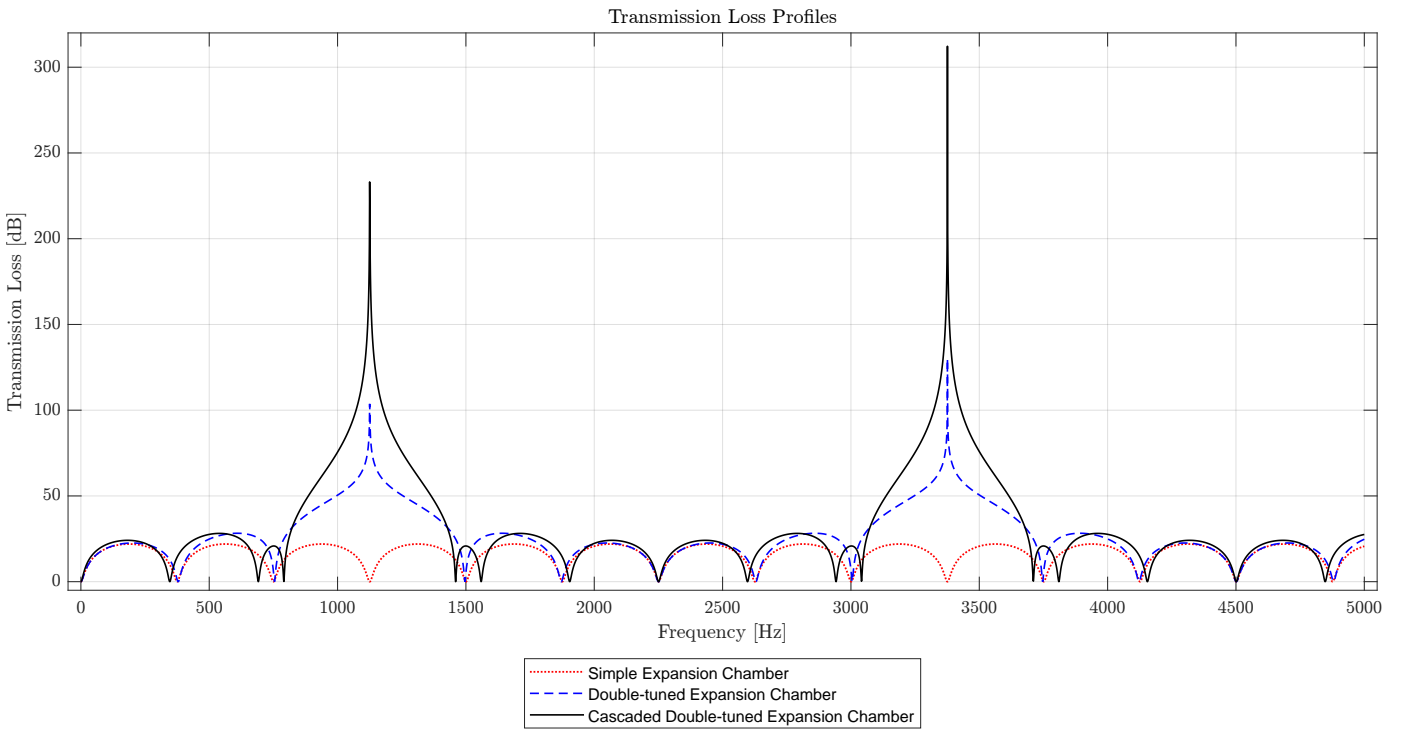 Transmission Loss Profiles
Transmission Loss [dB]
300
250
200
150
100
50
0
0 500 1000 1500 2000 2500 3000 3500 4000 4500 5000
Frequency [Hz]
Simple Expansion Chamber
Double-tuned Expansion Chamber
Cascaded Double-tuned Expansion Chamber